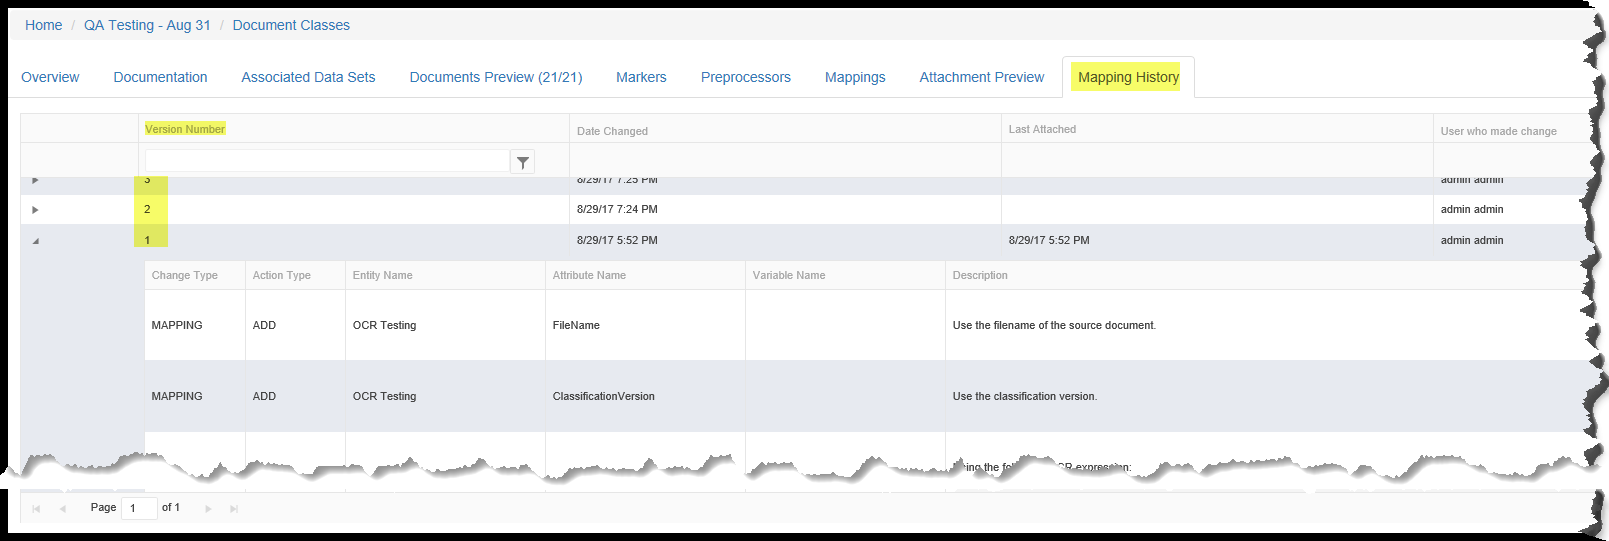 Home / QA Testing - Aug 31 / Document Classes
Overview Documentation Associated Data Sets Documents Preview (21/21) Markers Preprocessors Mappings Attachment Preview Mapping History
Version Number Date Changed Last Attached User who made change
3 8/29/17 7:25 PM admin admin
2 8/29/17 7:24 PM admin admin
1 8/29/17 5:52 PM 8/29/17 5:52 PM admin admin
Change Type Action Type Entity Name Attribute Name Variable Name Description
MAPPING ADD OCR Testing FileName Use the filename of the source document.
MAPPING ADD OCR Testing ClassificationVersion Use the classification version.
the expression:
Page 1 of 1